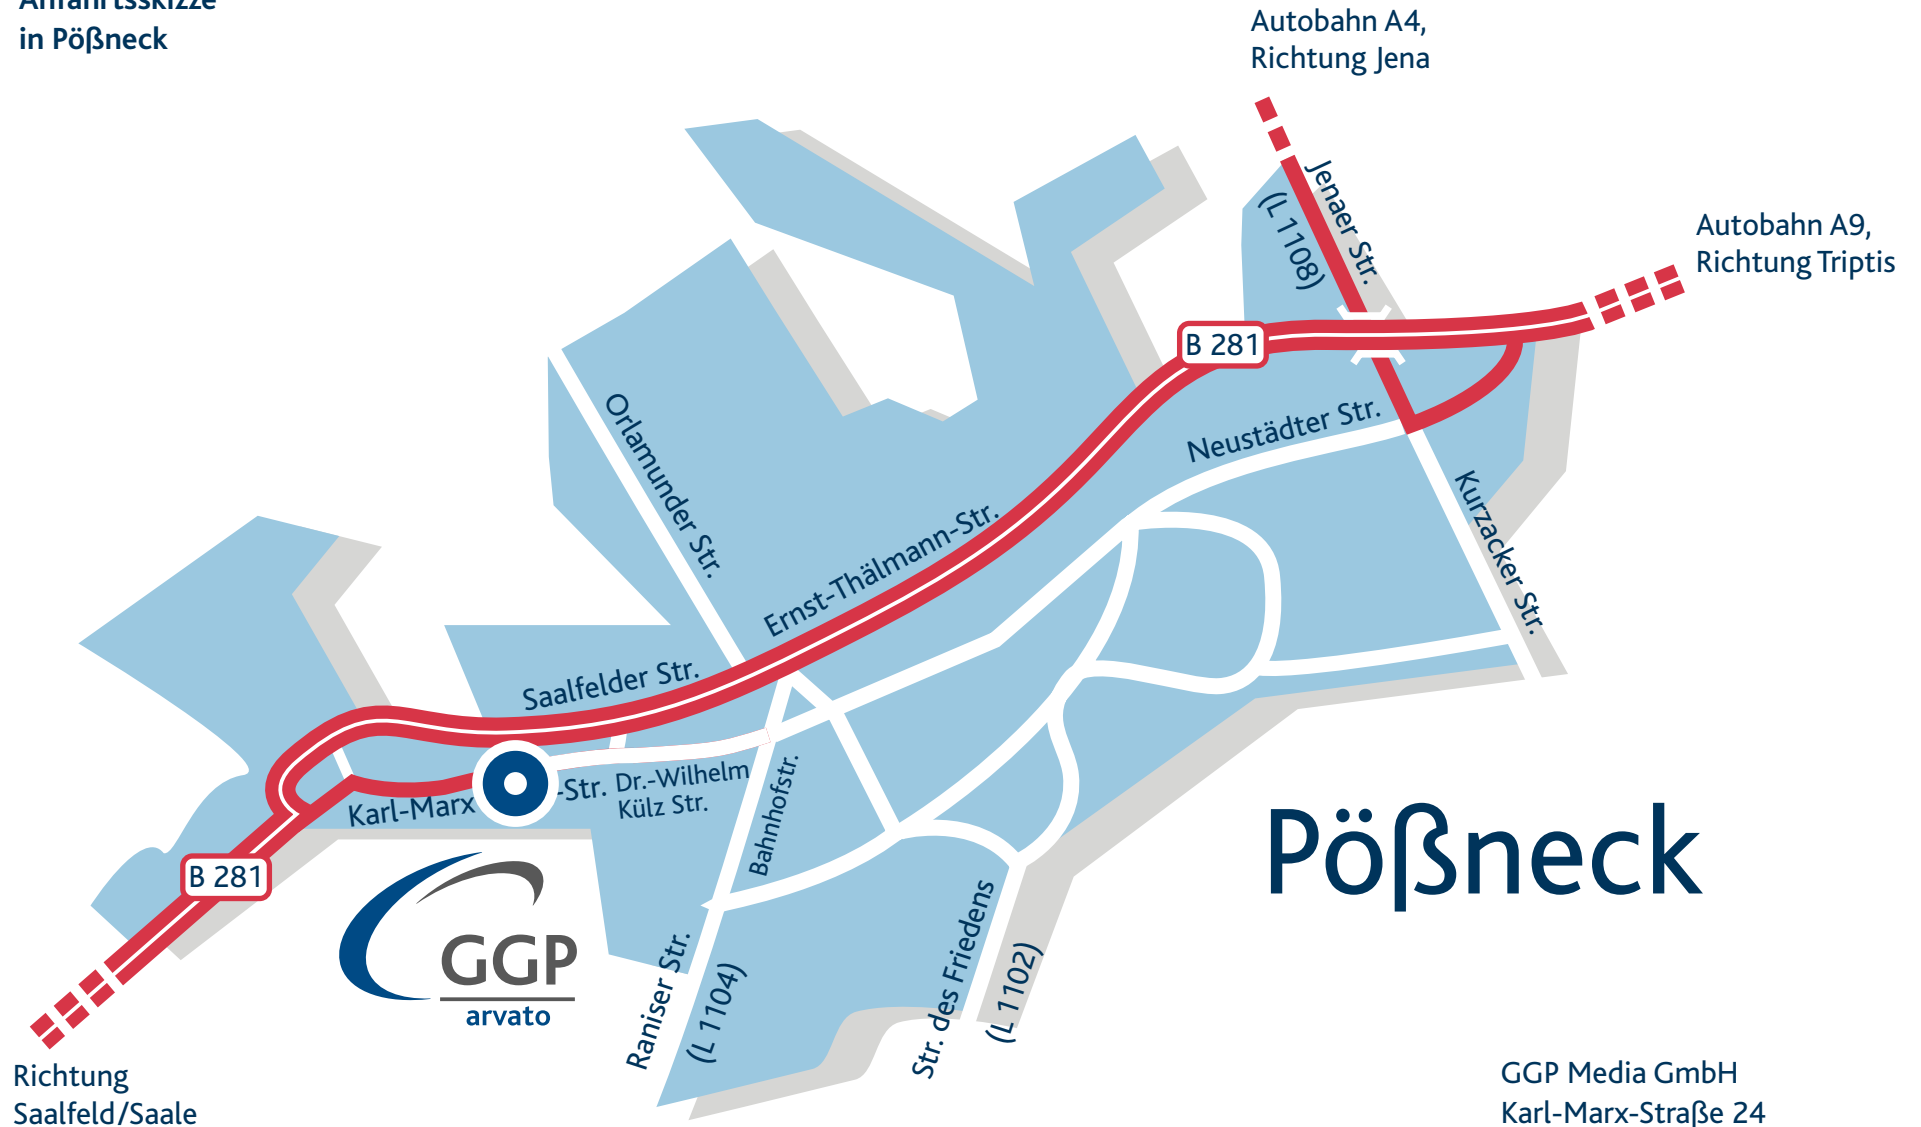 Anfahrtsskizze
in Pößneck
Autobahn A4,
Richtung Jena
Autobahn A9,
Richtung Triptis
Jenaer Str.
(L 1108)
B 281
Neustädter Str.
Kurzacker Str.
Orlamunder Str.
Ernst-Thälmann-Str.
Saalfelder Str.
Karl-Marx
-Str.
Dr.-Wilhelm
Külz Str.
Bahnhofstr.
B 281
Pößneck
GGP
arvato
Raniser Str.
(L 1104)
Str. des Friedens
(L 1102)
Richtung
Saalfeld/Saale
GGP Media GmbH
Karl-Marx-Straße 24